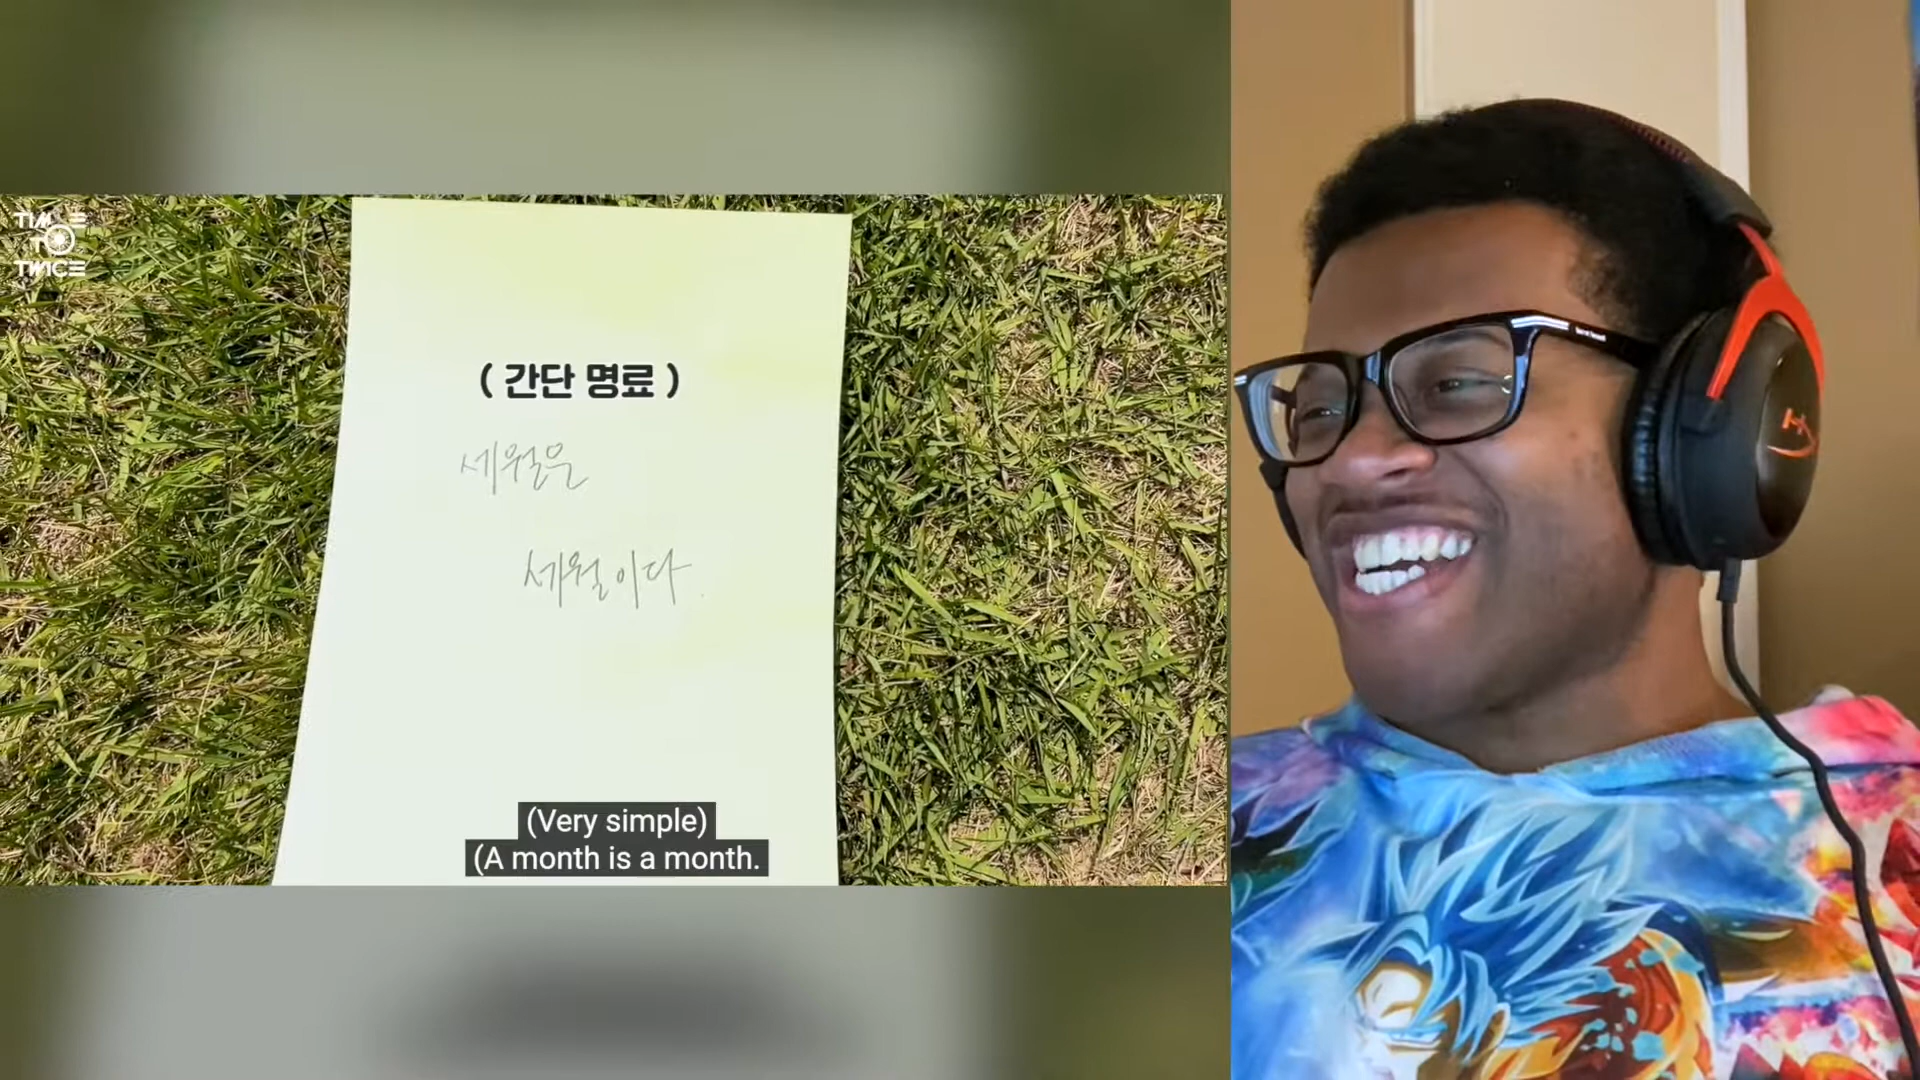 TIME
TO
TWICE
( 간단 명료 )
세월은
세월이다.
(Very simple)
(A month is a month.